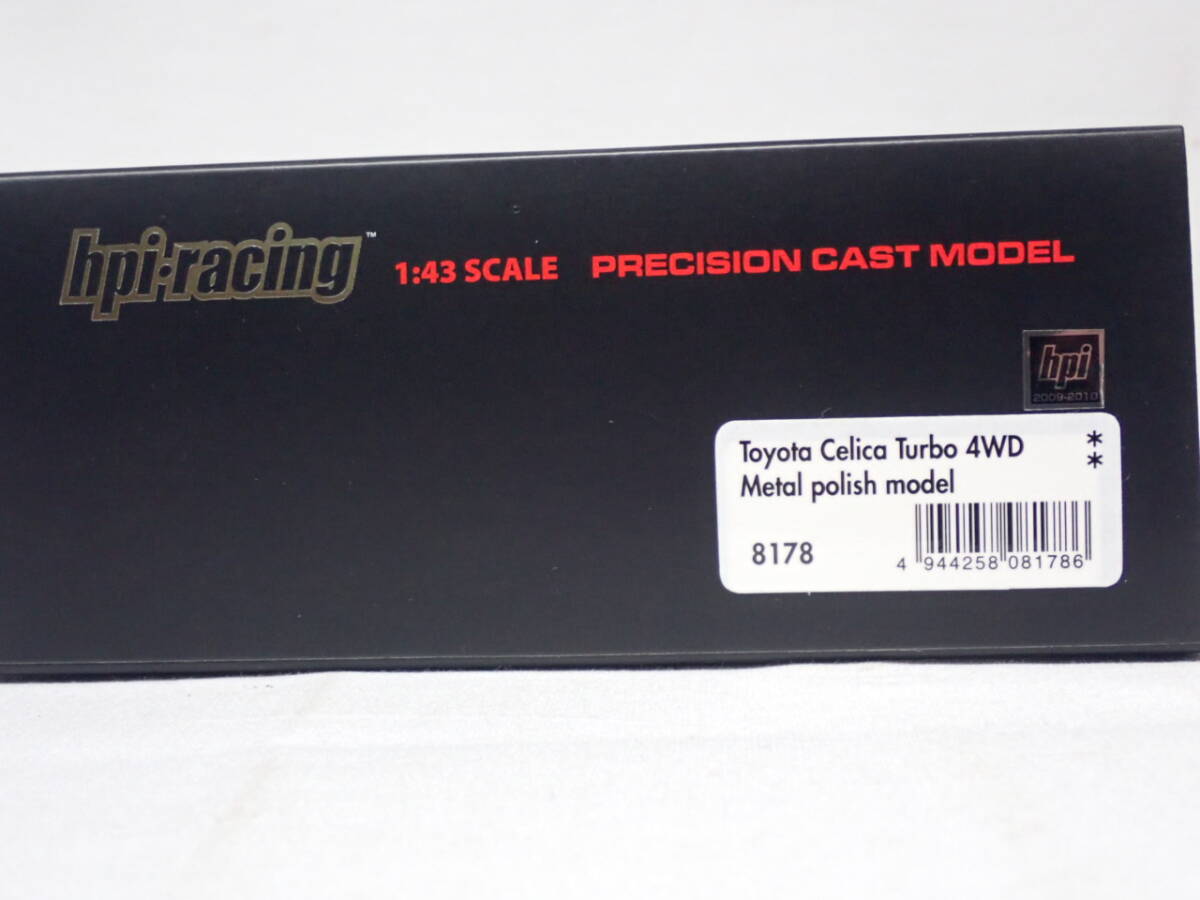 hpi·racing™ 1:43 SCALE PRECISION CAST MODEL
hpi
2009-2010
Toyota Celica Turbo 4WD *
Metal polish model *
8178
4 944258 081786